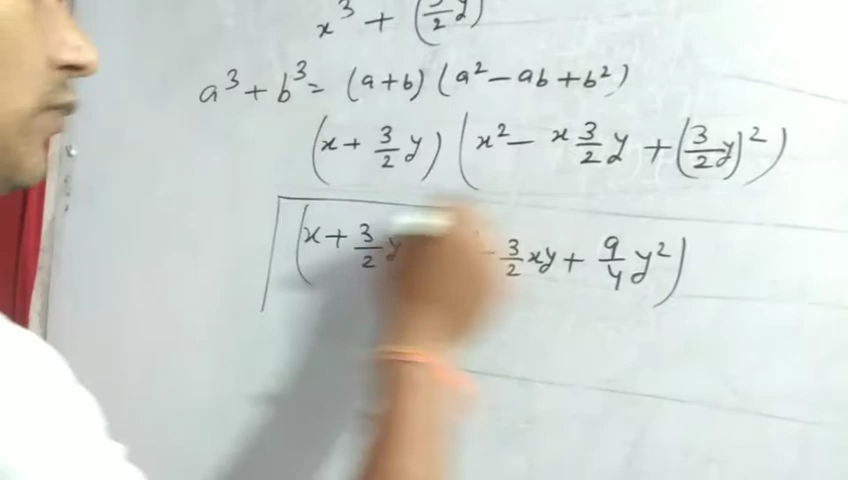 x³ + (3/2 y)
a³ + b³ = (a+b) (a² − ab + b²)
(x + 3/2 y) (x² − x 3/2 y + (3/2 y)²)
(x + 3/2 y − 3/2 xy + 9/4 y²)